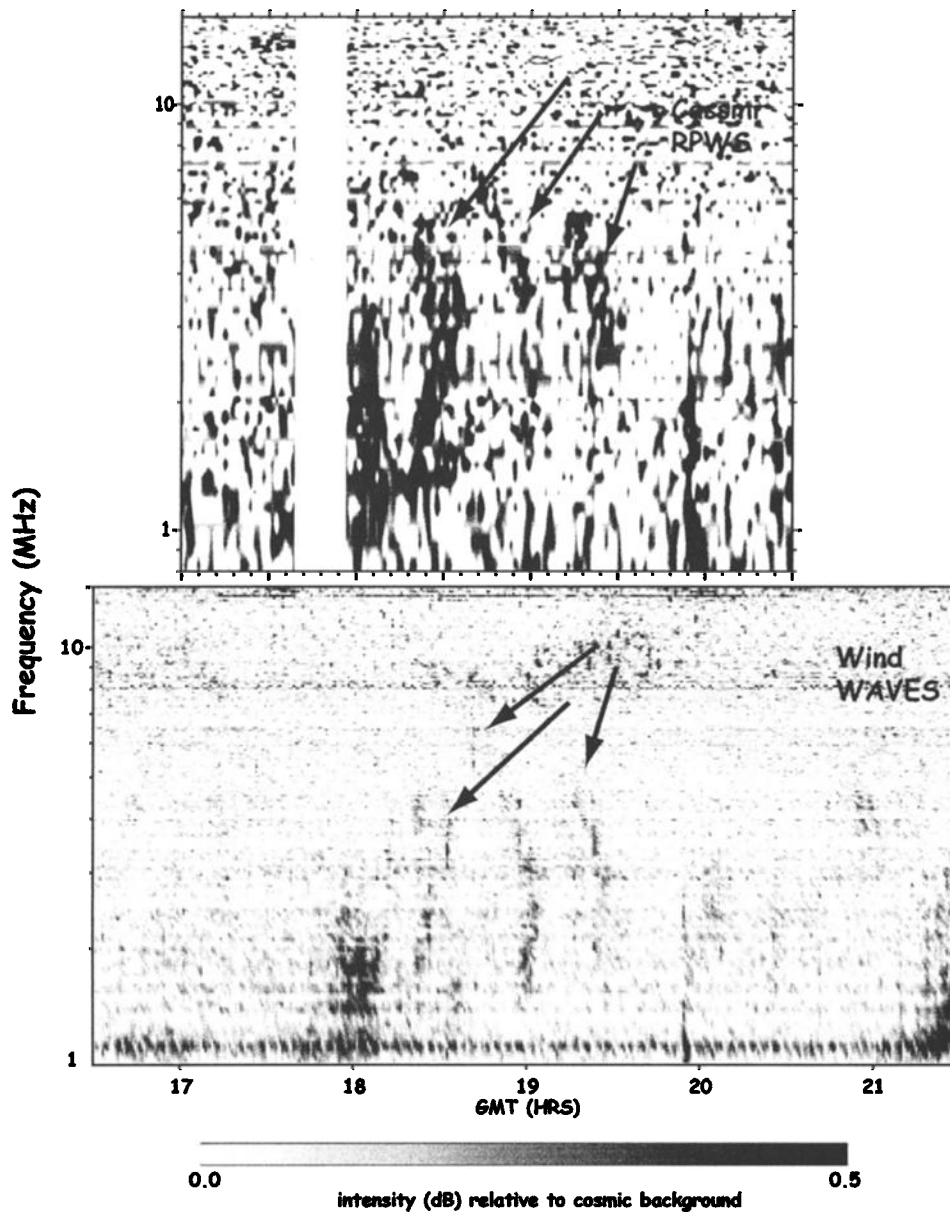 10
Cassini
RPWS
1
Frequency (MHz)
10
Wind
WAVES
1
17 18 19 20 21
GMT (HRS)
0.0 0.5
intensity (dB) relative to cosmic background